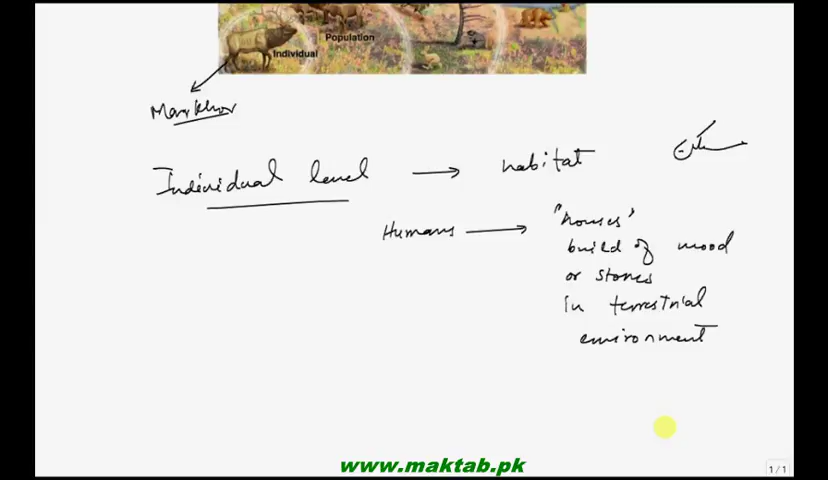 Population
Individual
Markhor
Individual level → habitat
مسکن
Humans → "houses"
build of wood
or stones
in terrestrial
environment
www.maktab.pk
1/1